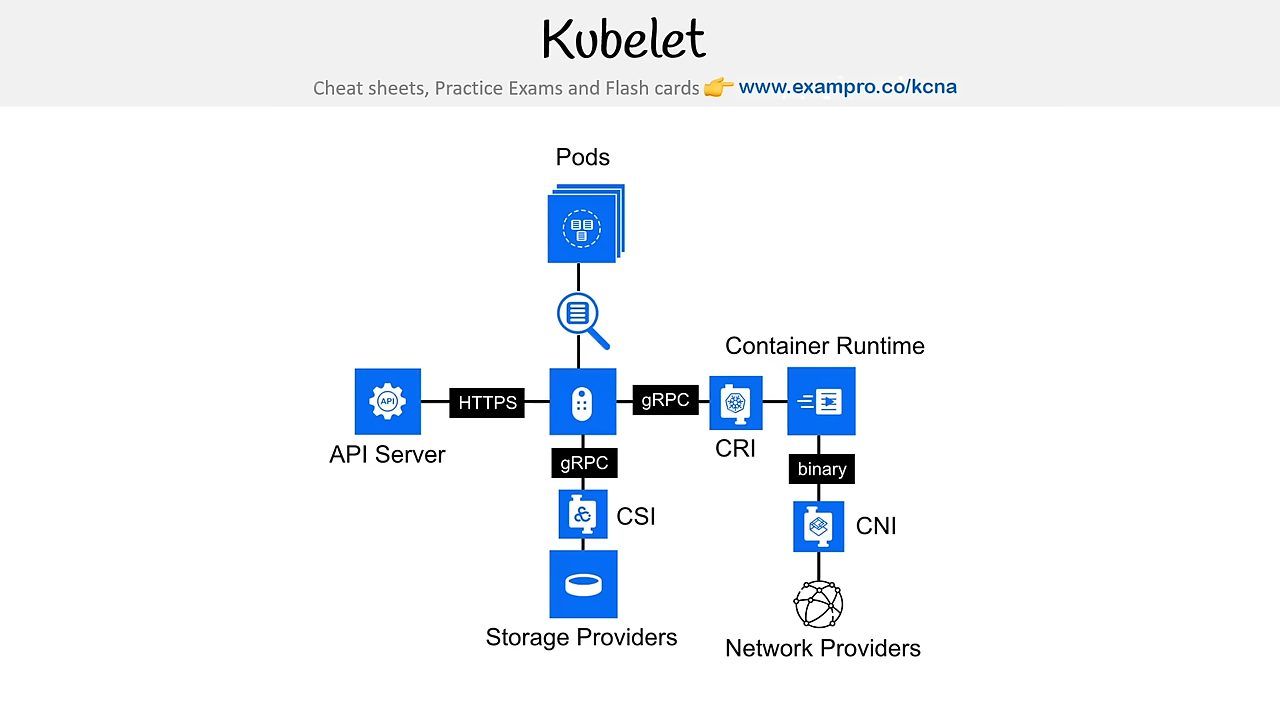 Kubelet
Cheat sheets, Practice Exams and Flash cards 👉 www.exampro.co/kcna
Pods
Container Runtime
API
HTTPS
gRPC
API Server
CRI
gRPC
binary
CSI
CNI
Storage Providers
Network Providers